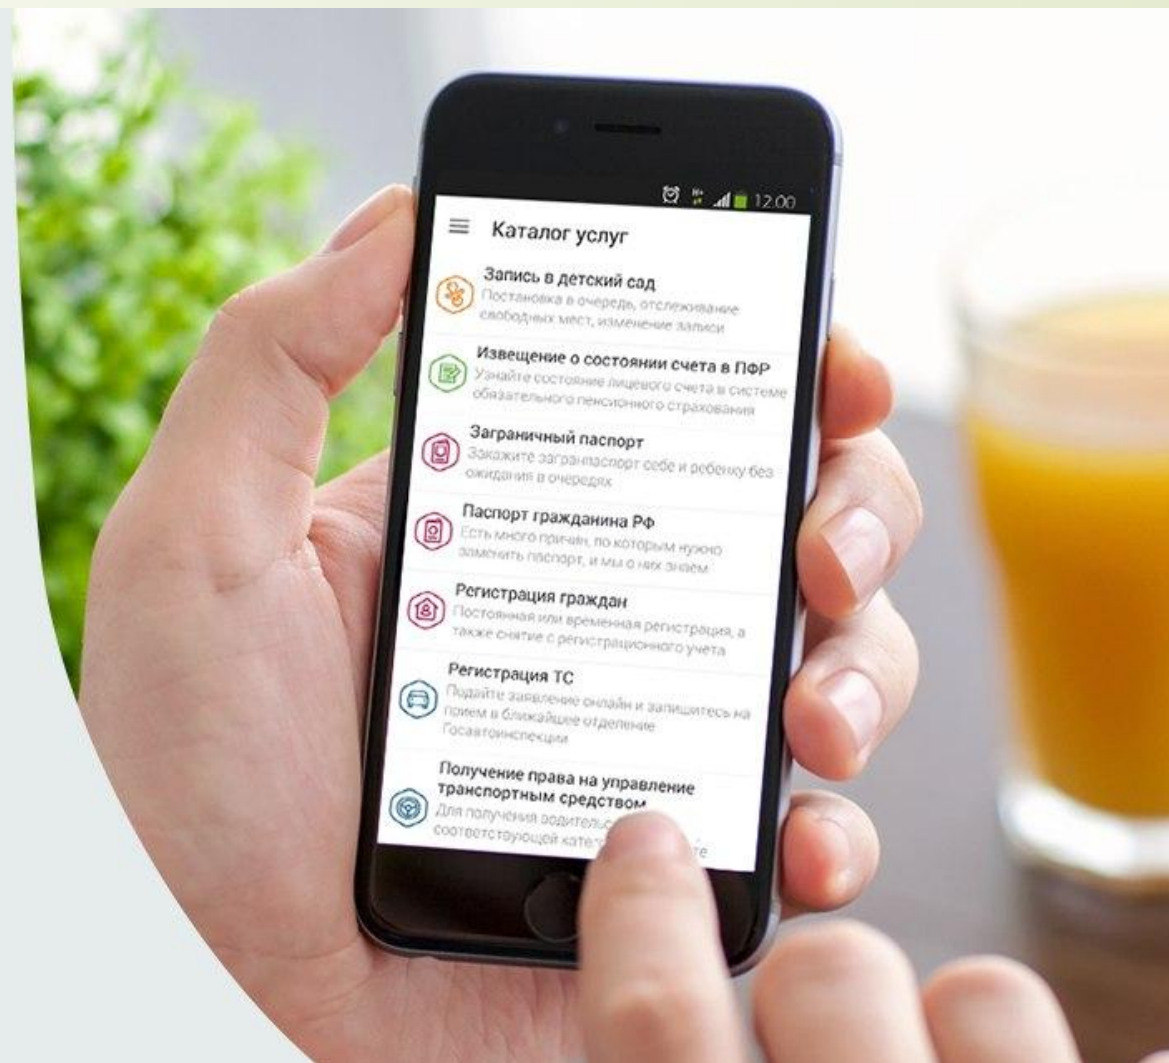 H+ 12:00
Каталог услуг
Запись в детский сад
Постановка в очередь, отслеживание
свободных мест, изменение записи
Извещение о состоянии счета в ПФР
Узнайте состояние лицевого счета в системе
обязательного пенсионного страхования
Заграничный паспорт
Закажите загранпаспорт себе и ребенку без
ожидания в очередях
Паспорт гражданина РФ
Есть много причин, по которым нужно
заменить паспорт, и мы о них знаем
Регистрация граждан
Постоянная или временная регистрация, а
также снятие с регистрационного учета
Регистрация ТС
Подайте заявление онлайн и запишитесь на
прием в ближайшее отделение
Госавтоинспекции
Получение права на управление
транспортным средством
Для получения
соответствующей